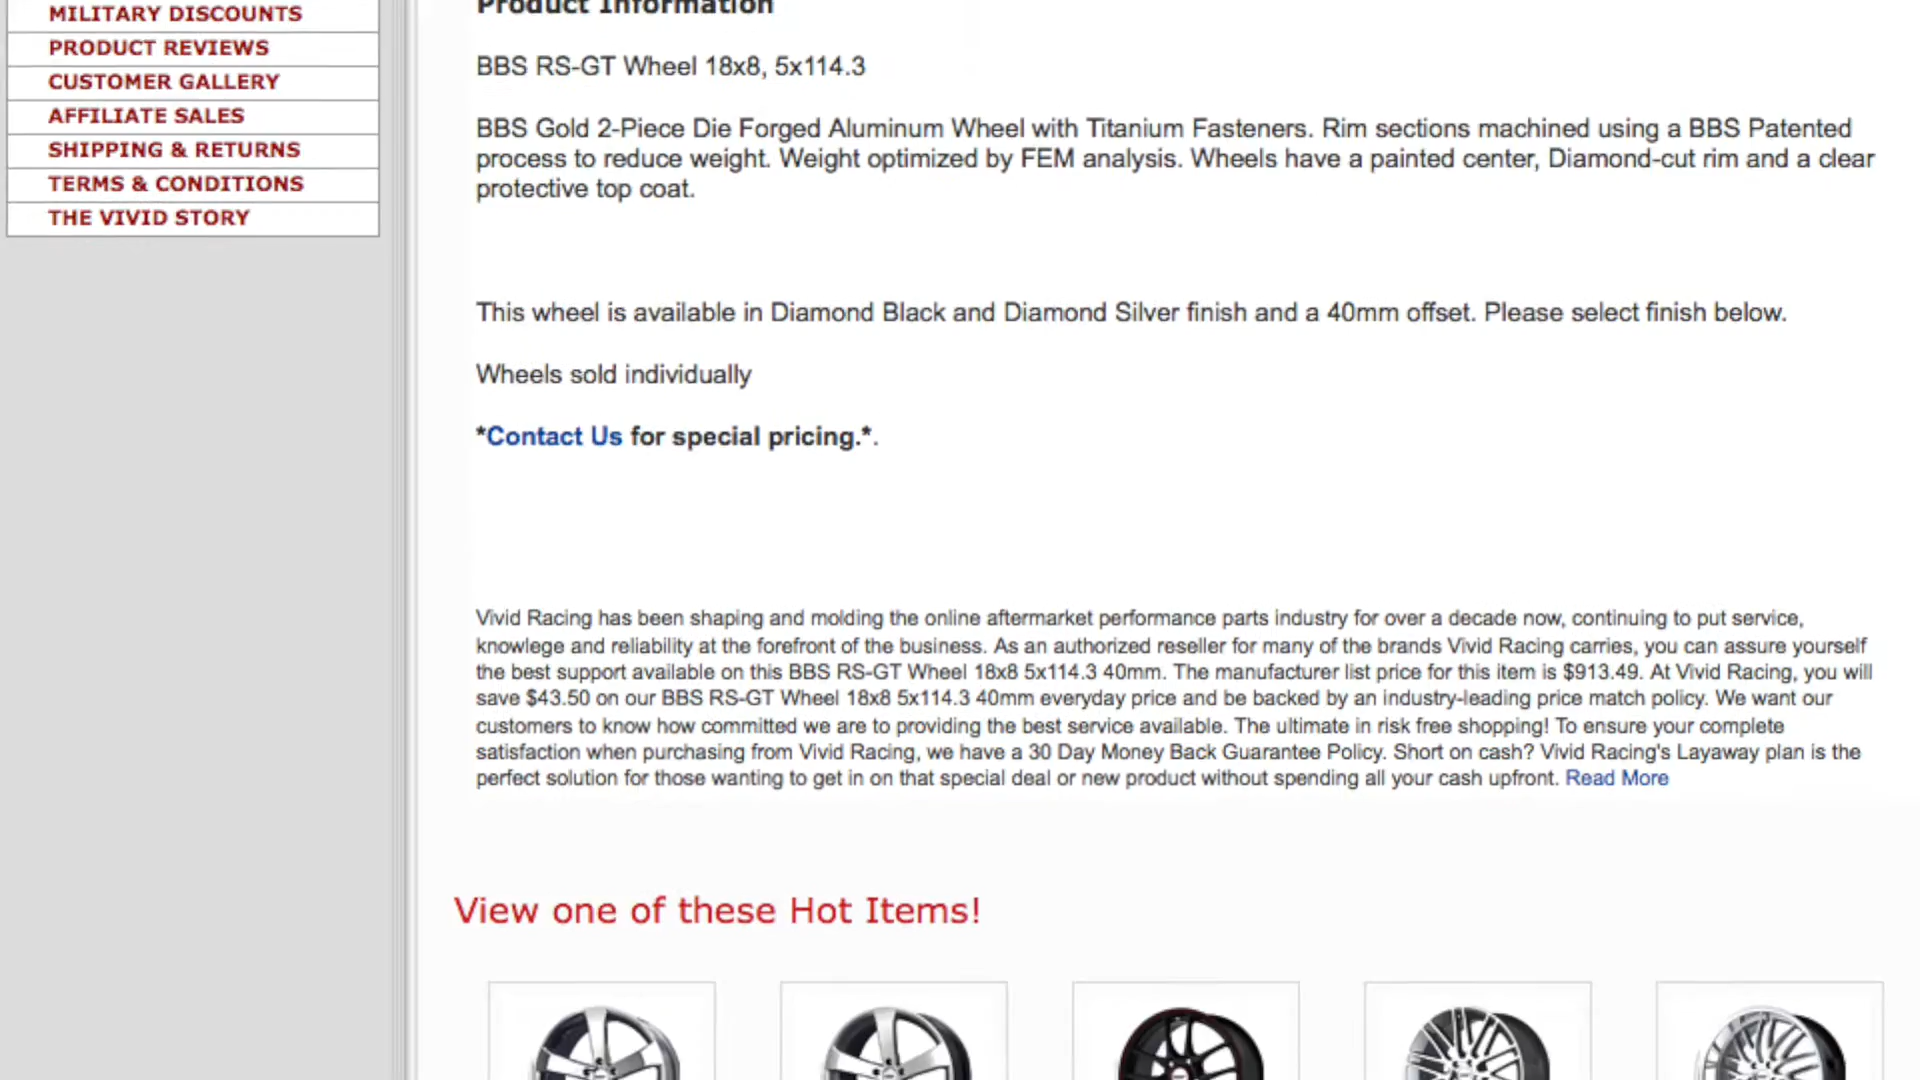 MILITARY DISCOUNTS
PRODUCT REVIEWS
CUSTOMER GALLERY
AFFILIATE SALES
SHIPPING & RETURNS
TERMS & CONDITIONS
THE VIVID STORY
Product Information
BBS RS-GT Wheel 18x8, 5x114.3
BBS Gold 2-Piece Die Forged Aluminum Wheel with Titanium Fasteners. Rim sections machined using a BBS Patented
process to reduce weight. Weight optimized by FEM analysis. Wheels have a painted center, Diamond-cut rim and a clear
protective top coat.
This wheel is available in Diamond Black and Diamond Silver finish and a 40mm offset. Please select finish below.
Wheels sold individually
*Contact Us for special pricing.*.
Vivid Racing has been shaping and molding the online aftermarket performance parts industry for over a decade now, continuing to put service,
knowlege and reliability at the forefront of the business. As an authorized reseller for many of the brands Vivid Racing carries, you can assure yourself
the best support available on this BBS RS-GT Wheel 18x8 5x114.3 40mm. The manufacturer list price for this item is $913.49. At Vivid Racing, you will
save $43.50 on our BBS RS-GT Wheel 18x8 5x114.3 40mm everyday price and be backed by an industry-leading price match policy. We want our
customers to know how committed we are to providing the best service available. The ultimate in risk free shopping! To ensure your complete
satisfaction when purchasing from Vivid Racing, we have a 30 Day Money Back Guarantee Policy. Short on cash? Vivid Racing's Layaway plan is the
perfect solution for those wanting to get in on that special deal or new product without spending all your cash upfront. Read More
View one of these Hot Items!